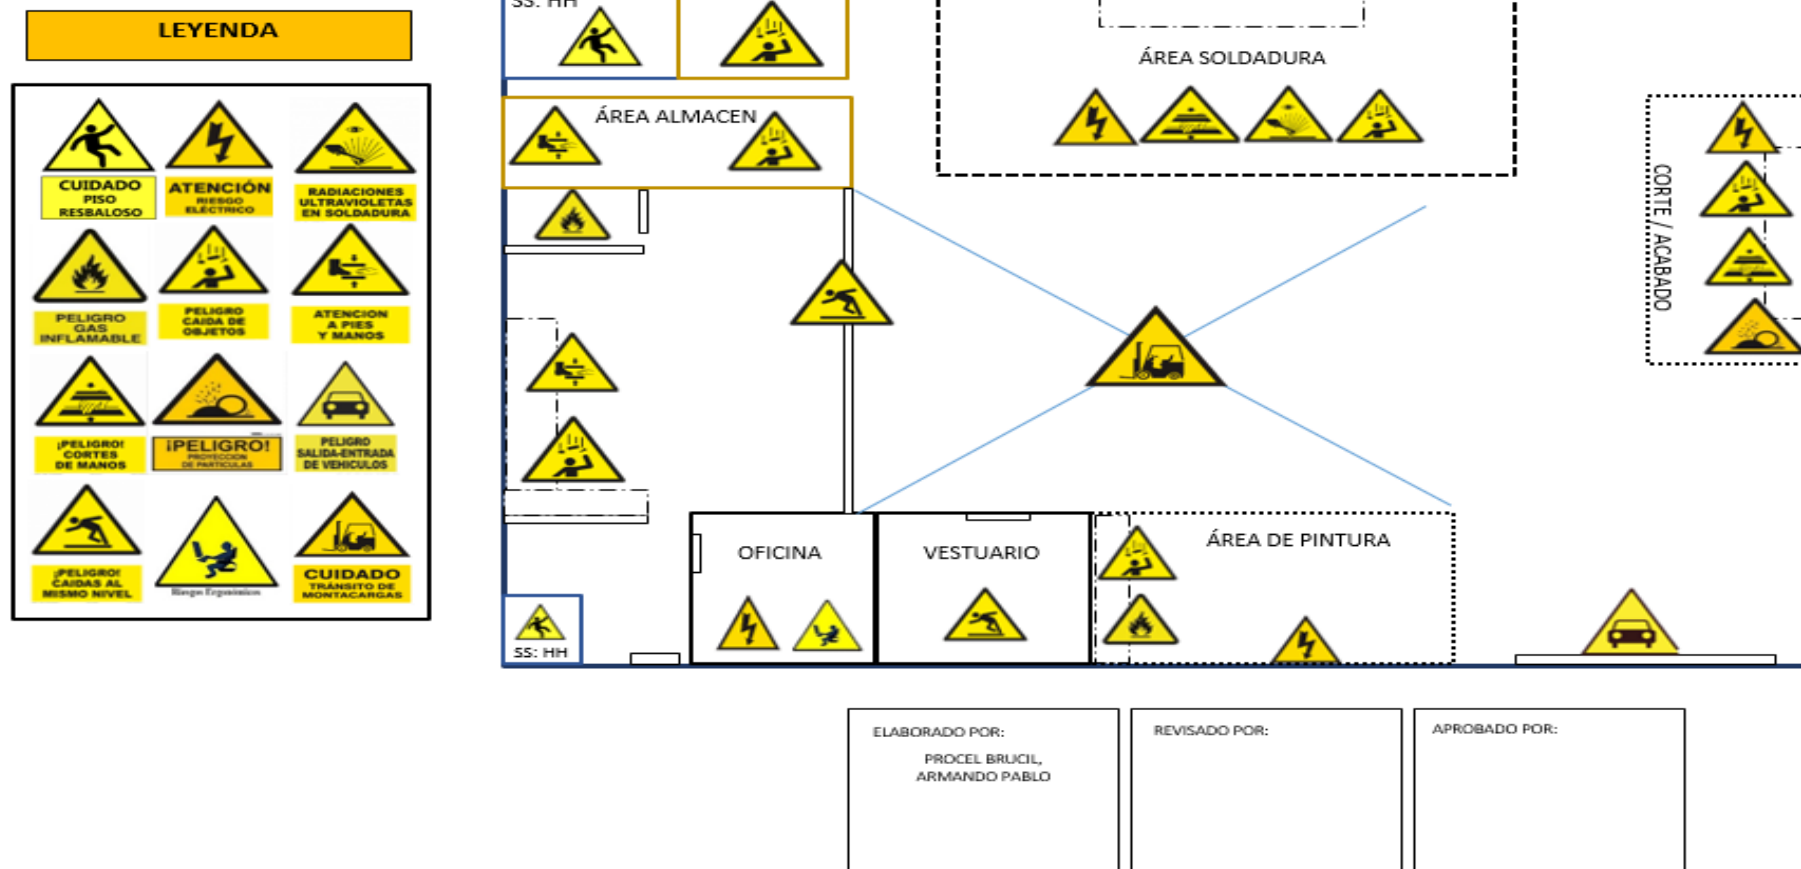 LEYENDA
CUIDADO
PISO
RESBALOSO
ATENCIÓN
RIESGO
ELÉCTRICO
RADIACIONES
ULTRAVIOLETAS
EN SOLDADURA
PELIGRO
GAS
INFLAMABLE
PELIGRO
CAIDA DE
OBJETOS
ATENCION
A PIES
Y MANOS
¡PELIGRO!
CORTES
DE MANOS
¡PELIGRO!
PROYECCION
DE PARTICULAS
PELIGRO
SALIDA-ENTRADA
DE VEHICULOS
¡PELIGRO!
CAIDAS AL
MISMO NIVEL
Riesgo Ergonómico
CUIDADO
TRÁNSITO DE
MONTACARGAS
SS: HH
ÁREA ALMACEN
ÁREA SOLDADURA
CORTE / ACABADO
OFICINA
VESTUARIO
ÁREA DE PINTURA
SS: HH
ELABORADO POR:
PROCEL BRUCIL,
ARMANDO PABLO
REVISADO POR:
APROBADO POR: